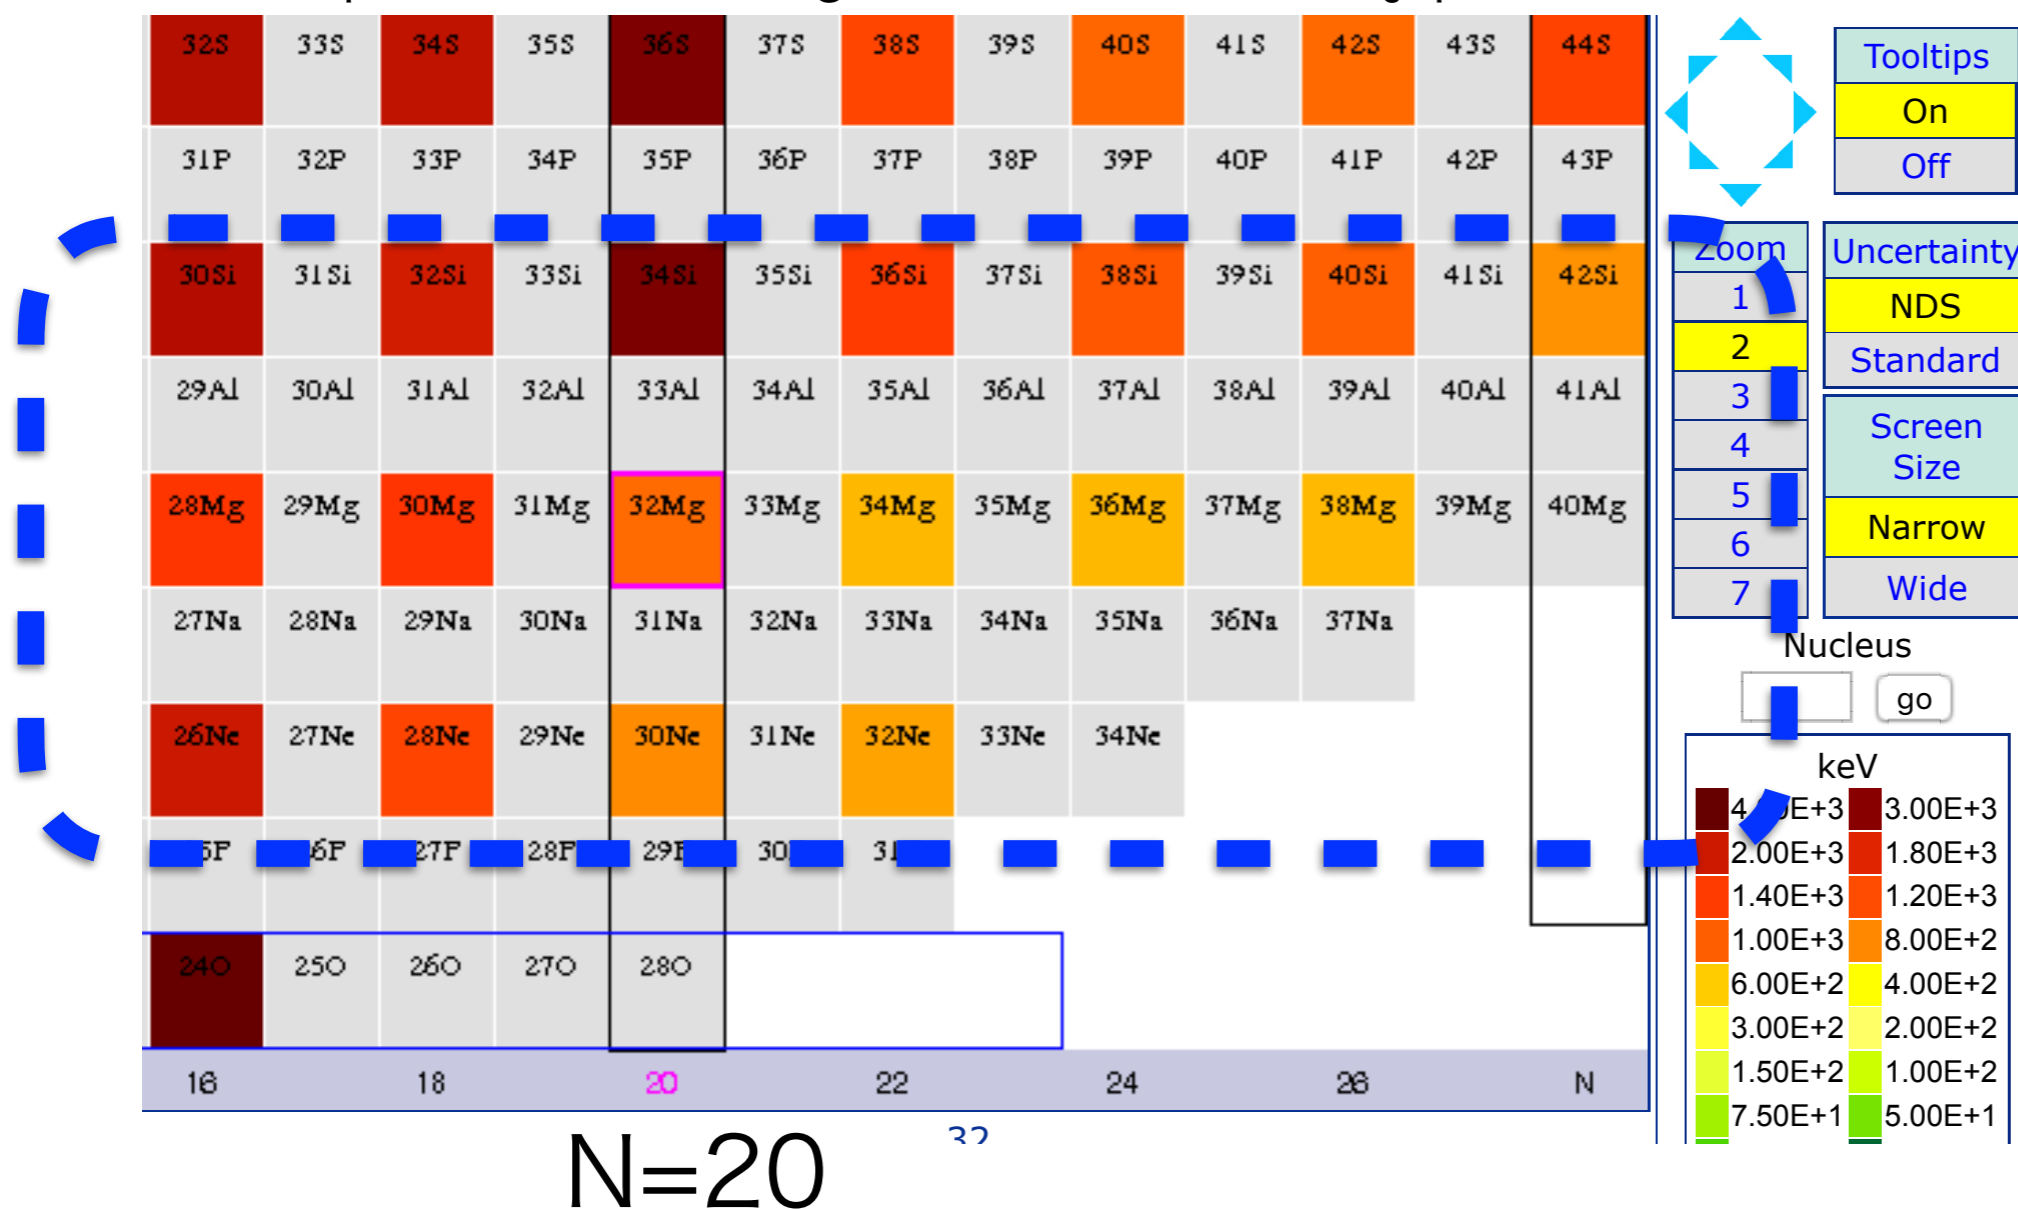 32S 33S 34S 35S 36S 37S 38S 39S 40S 41S 42S 43S 44S
31P 32P 33P 34P 35P 36P 37P 38P 39P 40P 41P 42P 43P
30Si 31Si 32Si 33Si 34Si 35Si 36Si 37Si 38Si 39Si 40Si 41Si 42Si
29Al 30Al 31Al 32Al 33Al 34Al 35Al 36Al 37Al 38Al 39Al 40Al 41Al
28Mg 29Mg 30Mg 31Mg 32Mg 33Mg 34Mg 35Mg 36Mg 37Mg 38Mg 39Mg 40Mg
27Na 28Na 29Na 30Na 31Na 32Na 33Na 34Na 35Na 36Na 37Na
26Ne 27Ne 28Ne 29Ne 30Ne 31Ne 32Ne 33Ne 34Ne
27F 28F
24O 25O 26O 27O 28O
16 18 20 22 24 26 N
N=20
32
Tooltips
On
Off
Zoom
1
2
3
4
5
6
7
Uncertainty
NDS
Standard
Screen
Size
Narrow
Wide
Nucleus
go
keV
3.00E+3
2.00E+3 1.80E+3
1.40E+3 1.20E+3
1.00E+3 8.00E+2
6.00E+2 4.00E+2
3.00E+2 2.00E+2
1.50E+2 1.00E+2
7.50E+1 5.00E+1